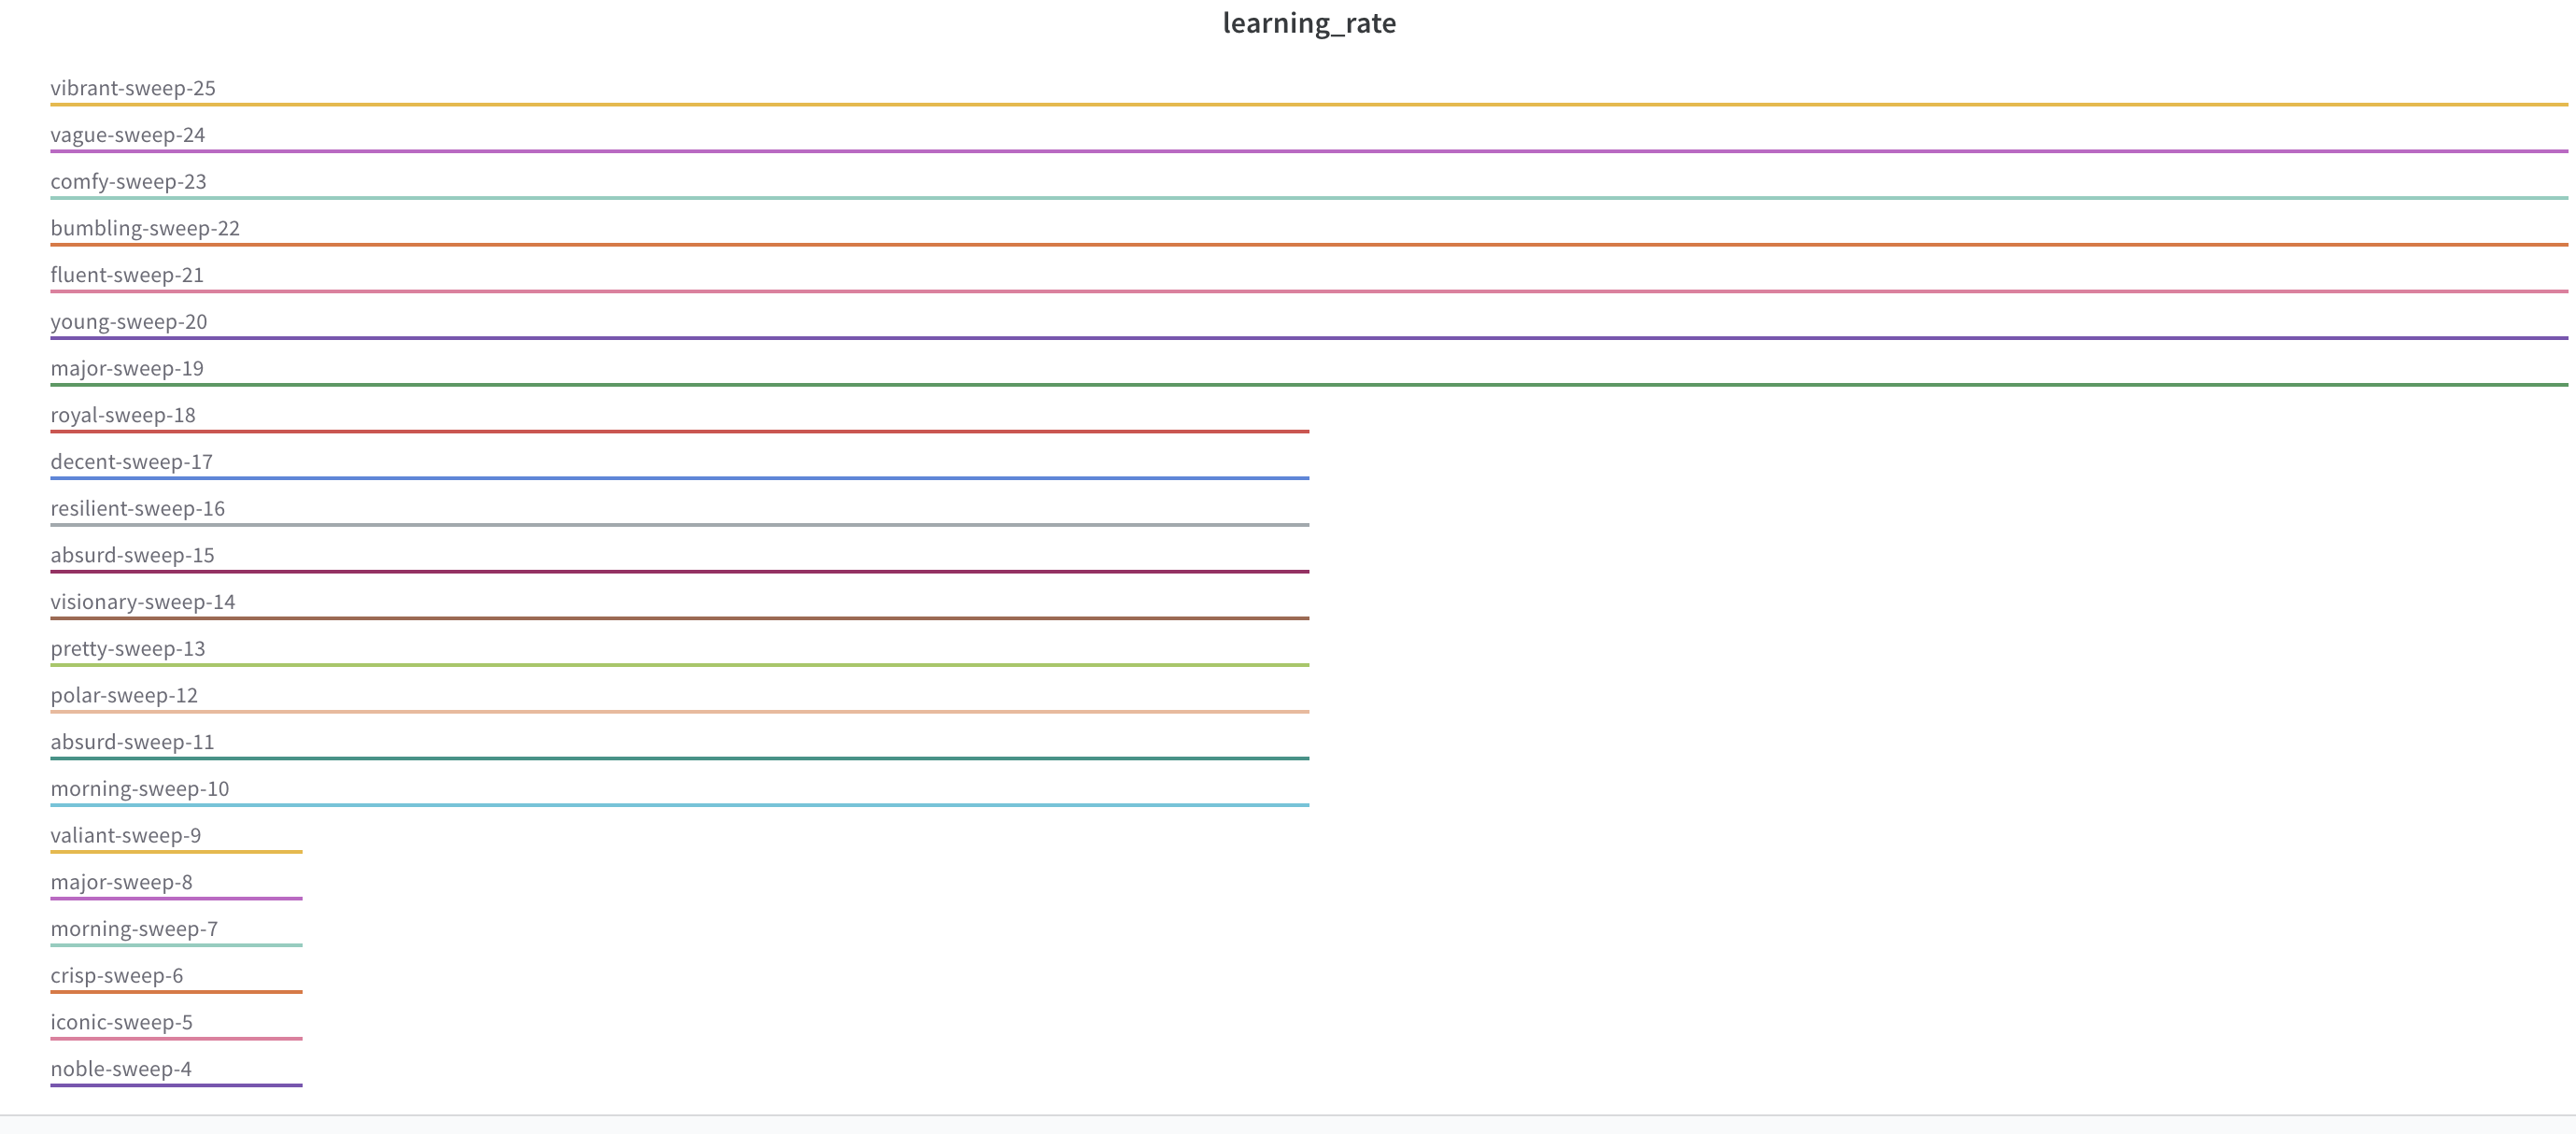 learning_rate
vibrant-sweep-25
vague-sweep-24
comfy-sweep-23
bumbling-sweep-22
fluent-sweep-21
young-sweep-20
major-sweep-19
royal-sweep-18
decent-sweep-17
resilient-sweep-16
absurd-sweep-15
visionary-sweep-14
pretty-sweep-13
polar-sweep-12
absurd-sweep-11
morning-sweep-10
valiant-sweep-9
major-sweep-8
morning-sweep-7
crisp-sweep-6
iconic-sweep-5
noble-sweep-4